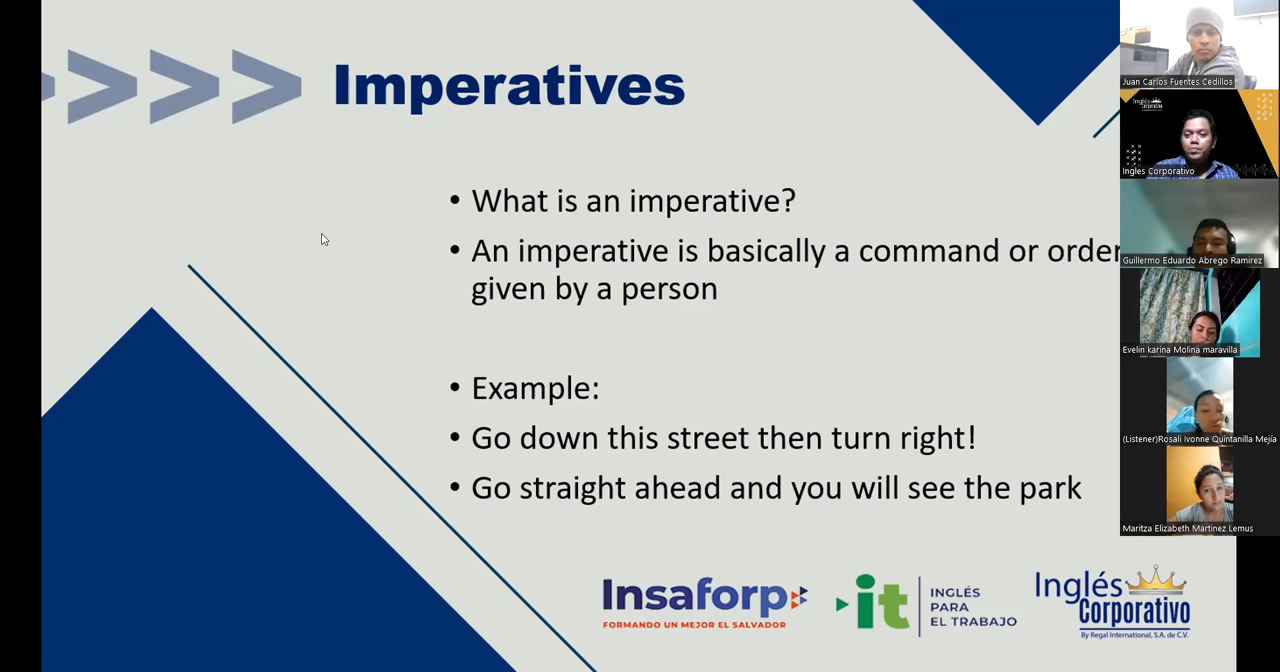 Imperatives
• What is an imperative?
• An imperative is basically a command or order
given by a person
• Example:
• Go down this street then turn right!
• Go straight ahead and you will see the park
Insaforp
FORMANDO UN MEJOR EL SALVADOR
it
INGLÉS
PARA
EL TRABAJO
Inglés
Corporativo
By Regal International, S.A. de C.V.
Juan Carlos Fuentes Cedillos
Inglés
Ingles Corporativo
Guillermo Eduardo Abrego Ramirez
Evelin karina Molina maravilla
(Listener)Rosali Ivonne Quintanilla Mejía
Maritza Elizabeth Martinez Lemus